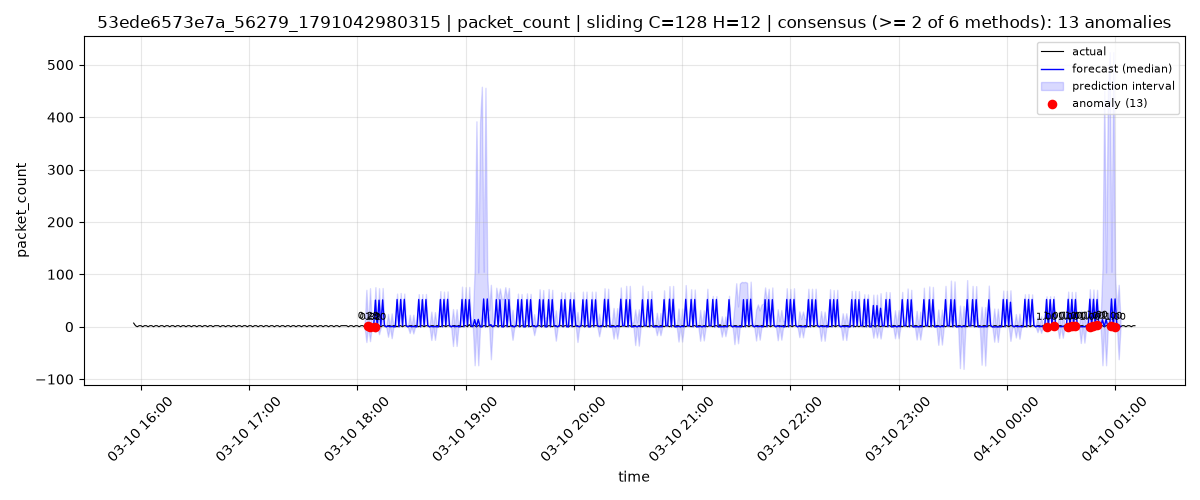 53ede6573e7a_56279_1791042980315 | packet_count | sliding C=128 H=12 | consensus (>= 2 of 6 methods): 13 anomalies
actual
forecast (median)
prediction interval
anomaly (13)
packet_count
500
400
300
200
100
0
−100
03-10 16:00
03-10 17:00
03-10 18:00
03-10 19:00
03-10 20:00
03-10 21:00
03-10 22:00
03-10 23:00
04-10 00:00
04-10 01:00
time